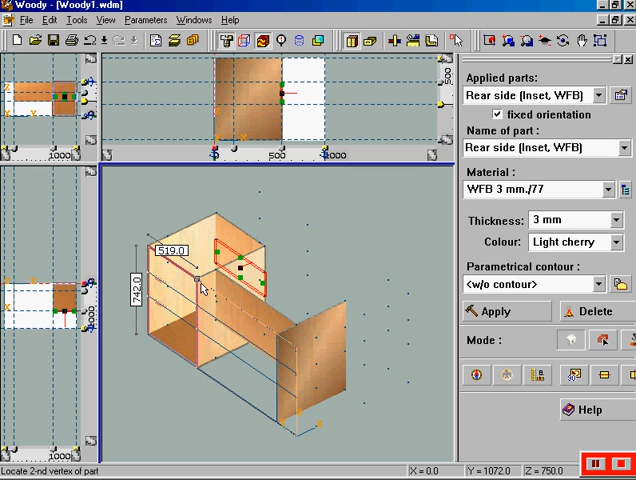 Woody - [Woody1.wdm]
File Edit Tools View Parameters Windows Help
500
1000
0 500 1000
519.0
742.0
1000
Applied parts:
Rear side (Inset, WFB)
fixed orientation
Name of part :
Rear side (Inset, WFB)
Material :
WFB 3 mm./77
Thickness: 3 mm
Colour: Light cherry
Parametrical contour :
<w/o contour>
Apply Delete
Mode :
Help
Locate 2-nd vertex of part X = 0.0 Y = 1072.0 Z = 750.0